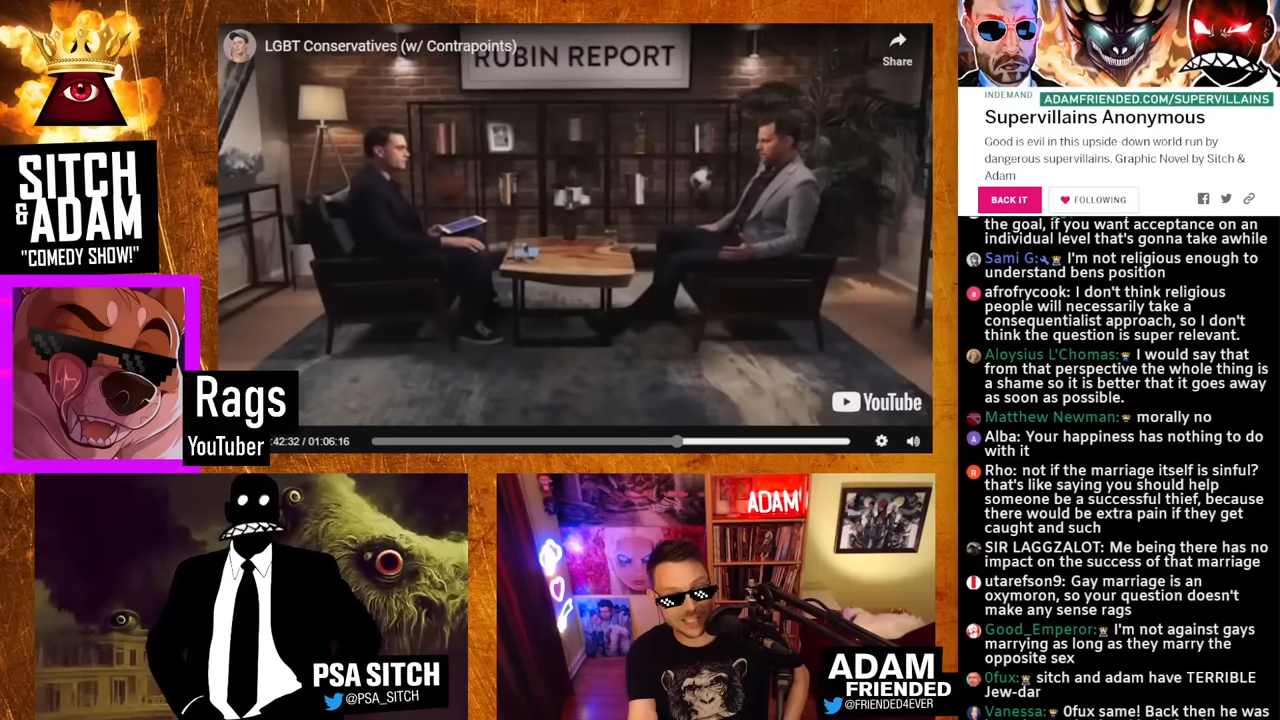 SITCH
& ADAM
"COMEDY SHOW!"
Rags
YouTuber
LGBT Conservatives (w/ Contrapoints)
RUBIN REPORT
Share
YouTube
:42:32 / 01:06:16
PSA SITCH
@PSA_SITCH
ADAM
ADAM
FRIENDED
@FRIENDED4EVER
INDEMAND
ADAMFRIENDED.COM/SUPERVILLAINS
Supervillains Anonymous
Good is evil in this upside-down world run by
dangerous supervillains. Graphic Novel by Sitch &
Adam
BACK IT
FOLLOWING
the goal, if you want acceptance on an
individual level that's gonna take awhile
Sami G: I'm not religious enough to
understand bens position
afrofrycook: I don't think religious
people will necessarily take a
consequentialist approach, so I don't
think the question is super relevant.
Aloysius L'Chomas: I would say that
from that perspective the whole thing is
a shame so it is better that it goes away
as soon as possible.
Matthew Newman: morally no
Alba: Your happiness has nothing to do
with it
Rho: not if the marriage itself is sinful?
that's like saying you should help
someone be a successful thief, because
there would be extra pain if they get
caught and such
SIR LAGGZALOT: Me being there has no
impact on the success of that marriage
utarefson9: Gay marriage is an
oxymoron, so your question doesn't
make any sense rags
Good_Emperor: I'm not against gays
marrying as long as they marry the
opposite sex
0fux: sitch and adam have TERRIBLE
Jew-dar
Vanessa: 0fux same! Back then he was